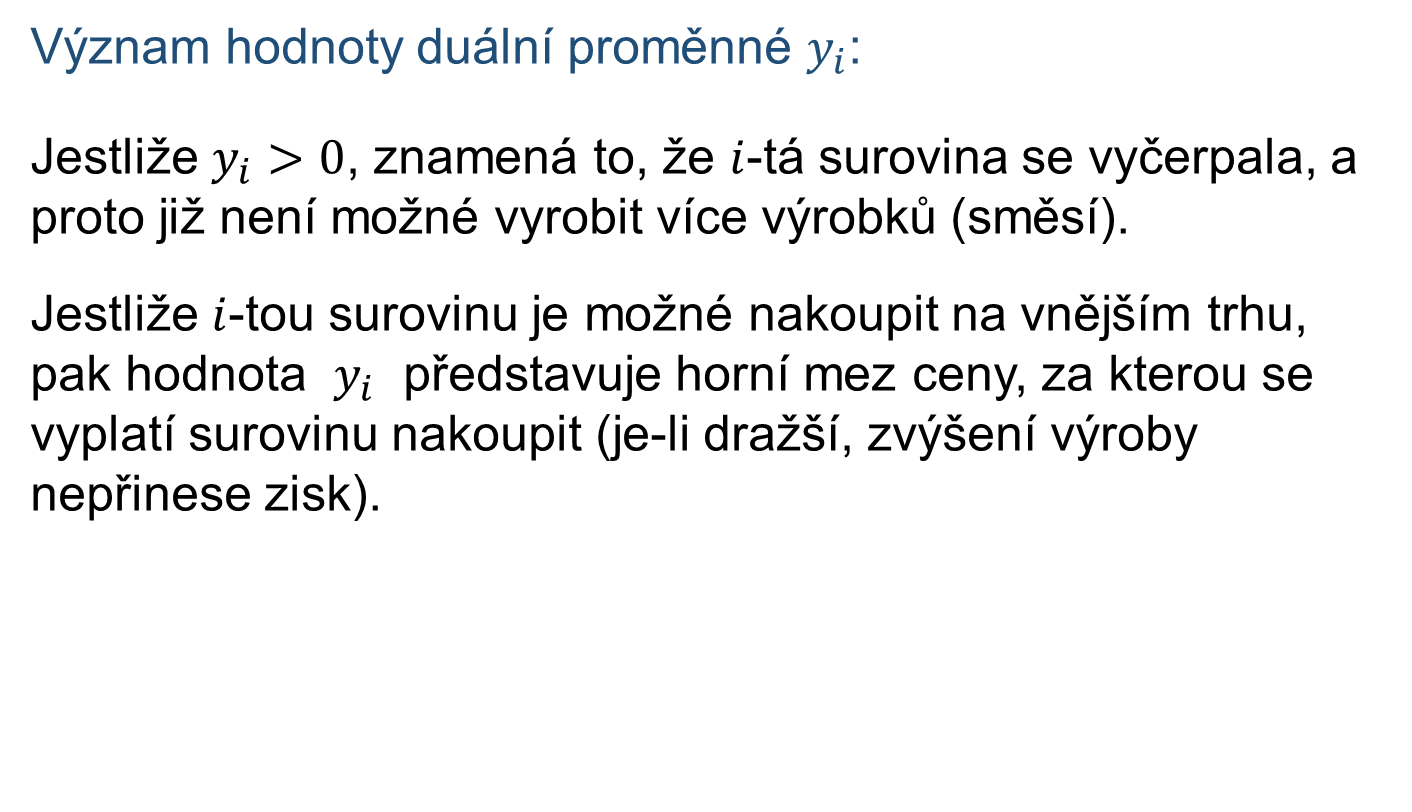 Význam hodnoty duální proměnné yᵢ:
Jestliže yᵢ > 0, znamená to, že i-tá surovina se vyčerpala, a
proto již není možné vyrobit více výrobků (směsí).
Jestliže i-tou surovinu je možné nakoupit na vnějším trhu,
pak hodnota yᵢ představuje horní mez ceny, za kterou se
vyplatí surovinu nakoupit (je-li dražší, zvýšení výroby
nepřinese zisk).